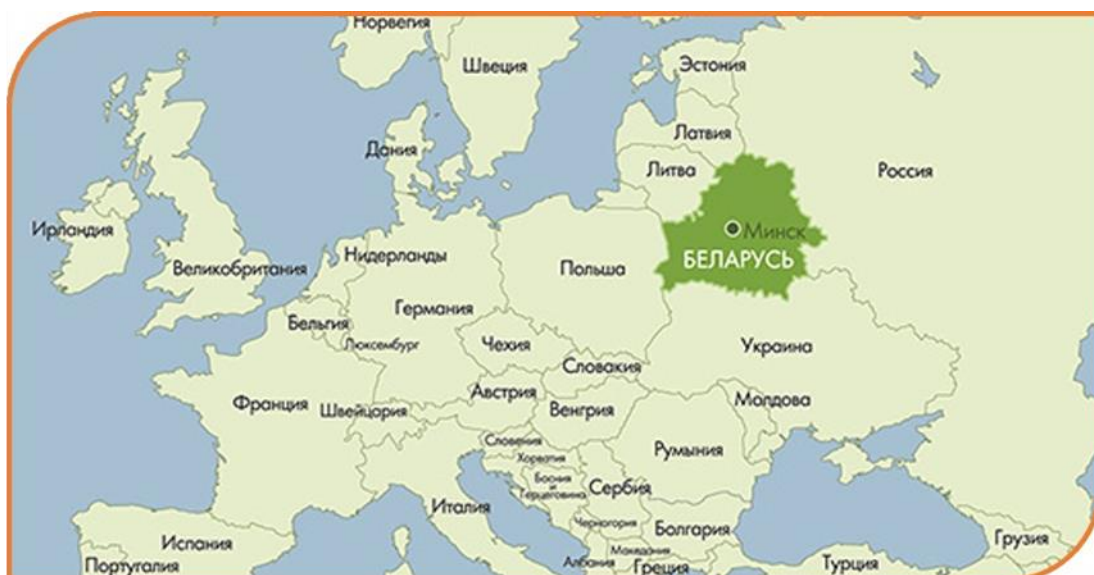 Норвегия
Швеция
Эстония
Латвия
Дания
Литва
Россия
Ирландия
Минск
Великобритания
Нидерланды
Польша
БЕЛАРУСЬ
Германия
Бельгия
Люксембург
Чехия
Украина
Словакия
Австрия
Франция
Швейцария
Венгрия
Молдова
Словения
Румыния
Хорватия
Босния
и
Герцеговина
Сербия
Италия
Черногория
Болгария
Испания
Македония
Грузия
Португалия
Албания
Греция
Турция